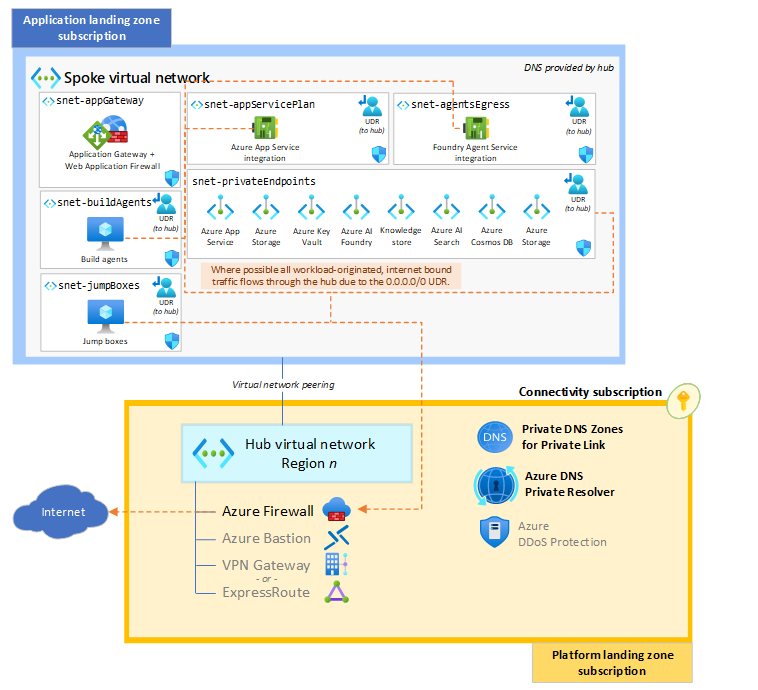 Application landing zone
subscription
Spoke virtual network
DNS provided by hub
snet-appGateway
Application Gateway +
Web Application Firewall
snet-appServicePlan
UDR
(to hub)
Azure App Service
integration
snet-agentsEgress
UDR
(to hub)
Foundry Agent Service
integration
snet-buildAgents
UDR
(to hub)
Build agents
snet-privateEndpoints
UDR
(to hub)
Azure App
Service
Azure
Storage
Azure Key
Vault
Azure AI
Foundry
Knowledge
store
Azure AI
Search
Azure
Cosmos DB
Azure
Storage
Where possible all workload-originated, internet bound
traffic flows through the hub due to the 0.0.0.0/0 UDR.
snet-jumpBoxes
UDR
(to hub)
Jump boxes
Virtual network peering
Connectivity subscription
Hub virtual network
Region n
Internet
Azure Firewall
Azure Bastion
VPN Gateway
- or -
ExpressRoute
DNS
Private DNS Zones
for Private Link
Azure DNS
Private Resolver
Azure
DDoS Protection
Platform landing zone
subscription